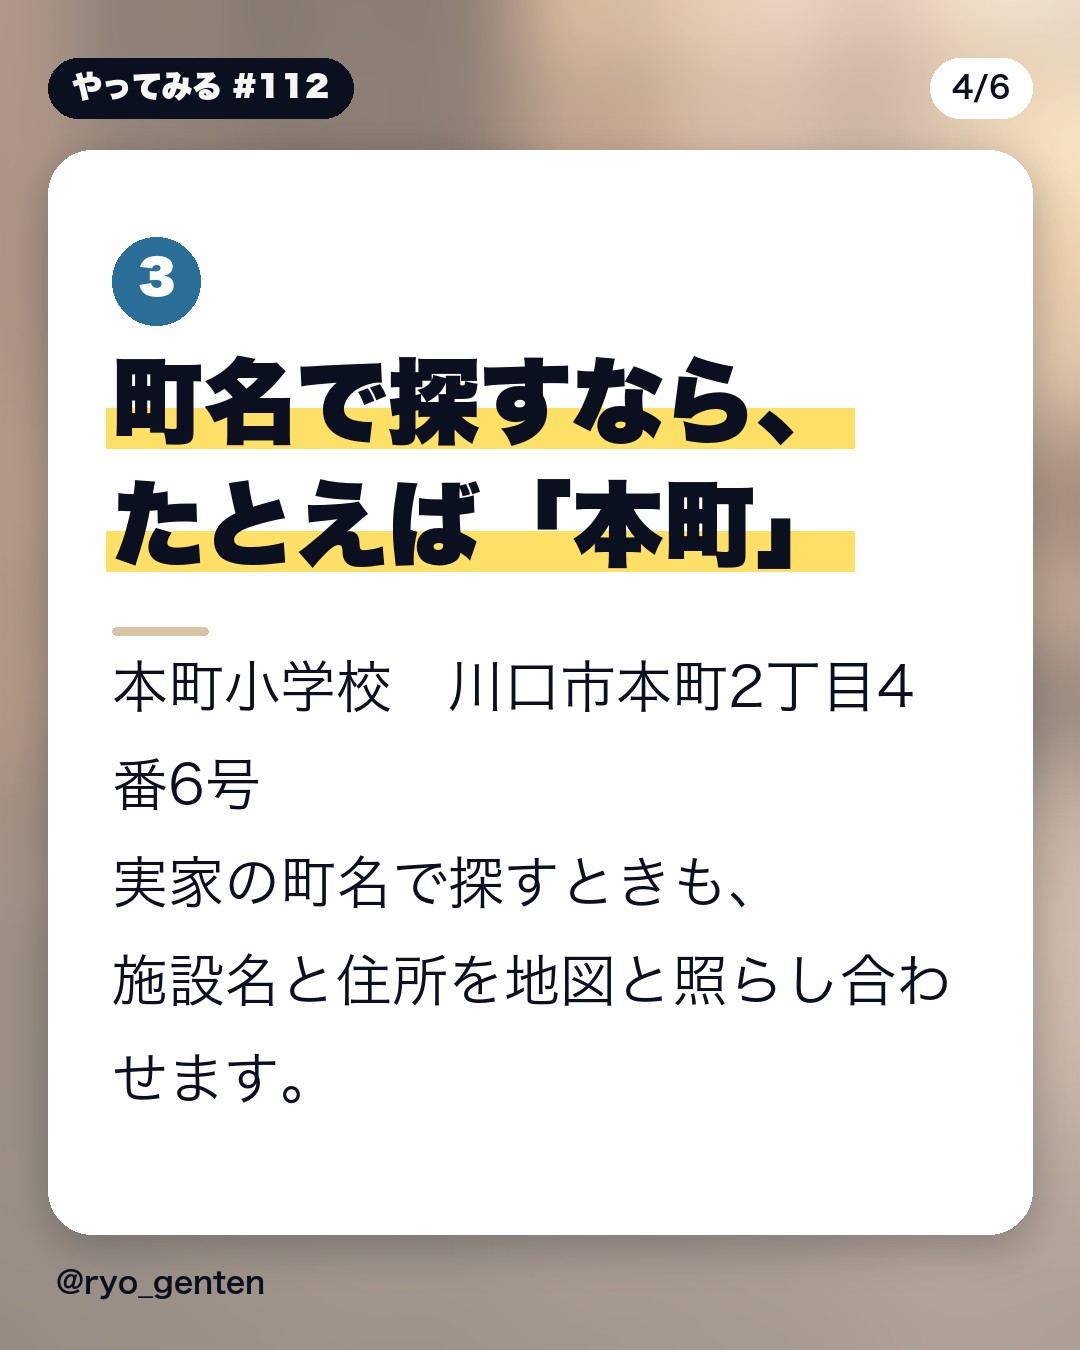 やってみる #112
4/6
3
町名で探すなら、
たとえば「本町」
本町小学校　川口市本町2丁目4
番6号
実家の町名で探すときも、
施設名と住所を地図と照らし合わ
せます。
@ryo_genten